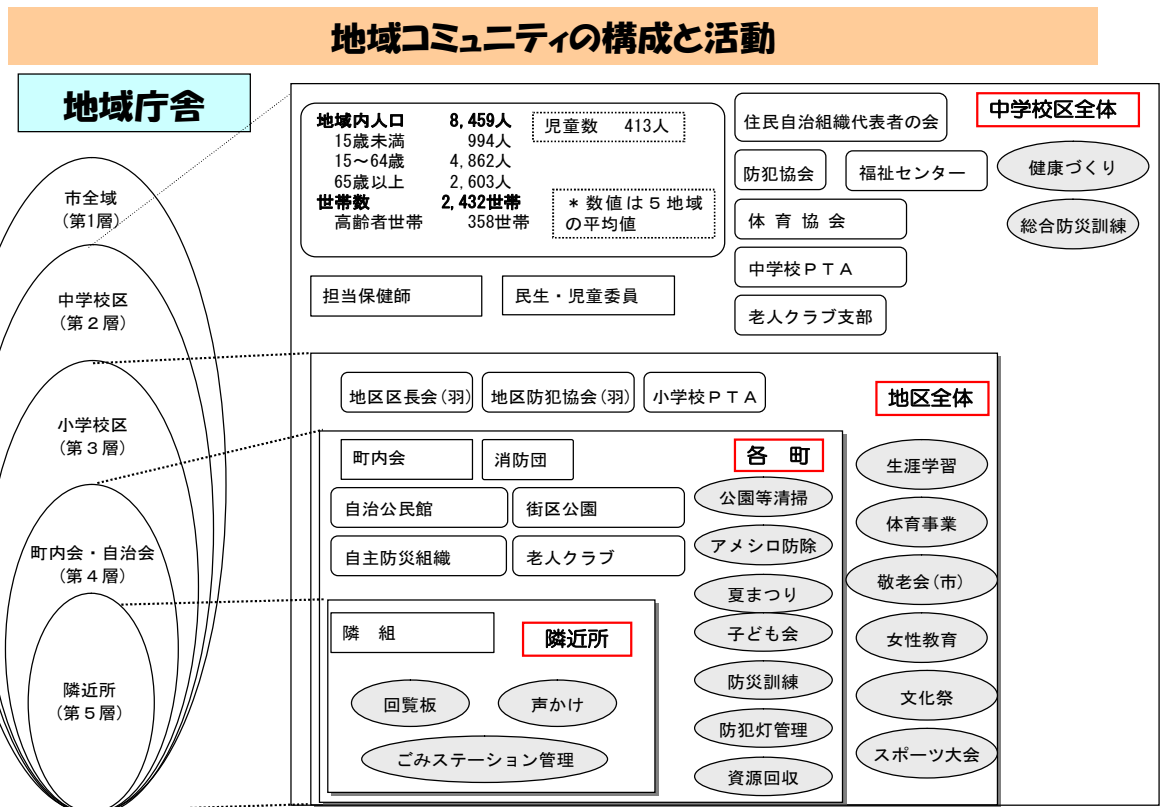 地域コミュニティの構成と活動
地域庁舎
市全域
(第1層)
中学校区
(第２層)
小学校区
(第３層)
町内会・自治会
(第４層)
隣近所
(第５層)
地域内人口 8,459人
15歳未満 994人
15～64歳 4,862人
65歳以上 2,603人
世帯数 2,432世帯
高齢者世帯 358世帯
児童数 413人
＊数値は５地域
の平均値
担当保健師
民生・児童委員
住民自治組織代表者の会
防犯協会
福祉センター
体 育 協 会
中学校ＰＴＡ
老人クラブ支部
中学校区全体
健康づくり
総合防災訓練
地区区長会(羽)
地区防犯協会(羽)
小学校ＰＴＡ
地区全体
生涯学習
体育事業
敬老会(市)
女性教育
文化祭
スポーツ大会
町内会
消防団
自治公民館
街区公園
自主防災組織
老人クラブ
各 町
公園等清掃
アメシロ防除
夏まつり
子ども会
防災訓練
防犯灯管理
資源回収
隣 組
隣近所
回覧板
声かけ
ごみステーション管理